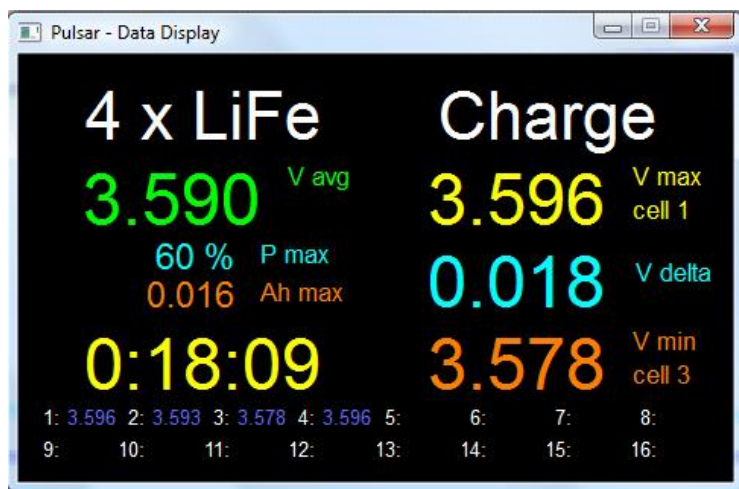 Pulsar - Data Display
4 x LiFe Charge
3.590 V avg 3.596 V max cell 1
60 % P max
0.016 Ah max
0.018 V delta
0:18:09 3.578 V min cell 3
1: 3.596 2: 3.593 3: 3.578 4: 3.596 5: 6: 7: 8:
9: 10: 11: 12: 13: 14: 15: 16: